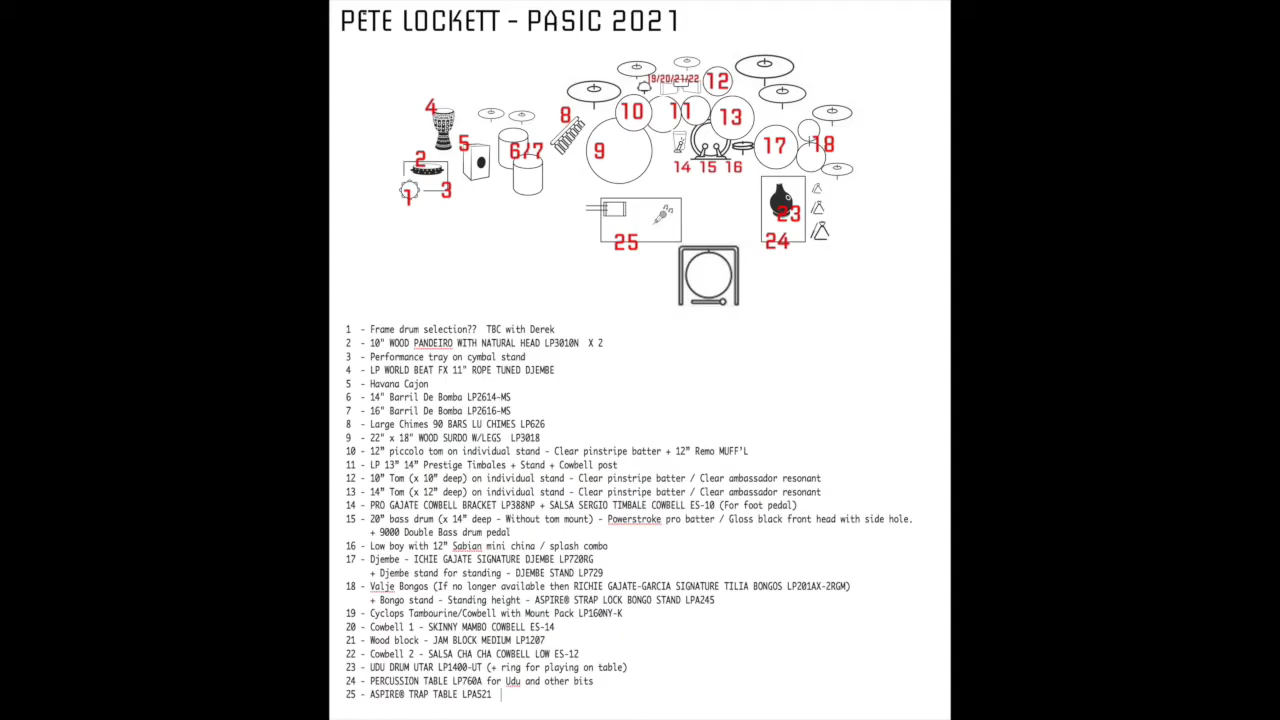 PETE LOCKETT - PASIC 2021
19/20/21/22
12
4
8
10
11
13
5
6/7
9
17
18
2
14
15
16
1
3
23
25
24
1 - Frame drum selection?? TBC with Derek
2 - 10" WOOD PANDEIRO WITH NATURAL HEAD LP3010N X 2
3 - Performance tray on cymbal stand
4 - LP WORLD BEAT FX 11" ROPE TUNED DJEMBE
5 - Havana Cajon
6 - 14" Barril De Bomba LP2614-MS
7 - 16" Barril De Bomba LP2616-MS
8 - Large Chimes 90 BARS LU CHIMES LP626
9 - 22" x 18" WOOD SURDO W/LEGS LP3018
10 - 12" piccolo tom on individual stand - Clear pinstripe batter + 12" Remo MUFF'L
11 - LP 13" 14" Prestige Timbales + Stand + Cowbell post
12 - 10" Tom (x 10" deep) on individual stand - Clear pinstripe batter / Clear ambassador resonant
13 - 14" Tom (x 12" deep) on individual stand - Clear pinstripe batter / Clear ambassador resonant
14 - PRO GAJATE COWBELL BRACKET LP388NP + SALSA SERGIO TIMBALE COWBELL ES-10 (For foot pedal)
15 - 20" bass drum (x 14" deep - Without tom mount) - Powerstroke pro batter / Gloss black front head with side hole.
+ 9000 Double Bass drum pedal
16 - Low boy with 12" Sabian mini china / splash combo
17 - Djembe - ICHIE GAJATE SIGNATURE DJEMBE LP720RG
+ Djembe stand for standing - DJEMBE STAND LP729
18 - Valje Bongos (If no longer available then RICHIE GAJATE-GARCIA SIGNATURE TILIA BONGOS LP201AX-2RGM)
+ Bongo stand - Standing height - ASPIRE® STRAP LOCK BONGO STAND LPA245
19 - Cyclops Tambourine/Cowbell with Mount Pack LP160NY-K
20 - Cowbell 1 - SKINNY MAMBO COWBELL ES-14
21 - Wood block - JAM BLOCK MEDIUM LP1207
22 - Cowbell 2 - SALSA CHA CHA COWBELL LOW ES-12
23 - UDU DRUM UTAR LP1400-UT (+ ring for playing on table)
24 - PERCUSSION TABLE LP760A for Udu and other bits
25 - ASPIRE® TRAP TABLE LPA521